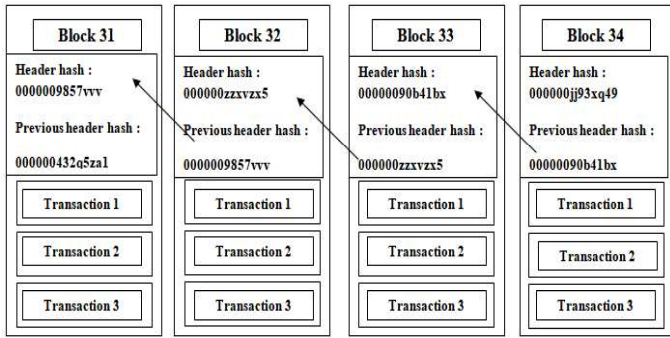 Block 31
Header hash :
0000009857vvv
Previous header hash :
000000432q5za1
Transaction 1
Transaction 2
Transaction 3
Block 32
Header hash :
000000zzxvzx5
Previous header hash :
0000009857vvv
Transaction 1
Transaction 2
Transaction 3
Block 33
Header hash :
00000090b41bx
Previous header hash :
000000zzxvzx5
Transaction 1
Transaction 2
Transaction 3
Block 34
Header hash :
000000jj93xq49
Previous header hash :
00000090b41bx
Transaction 1
Transaction 2
Transaction 3